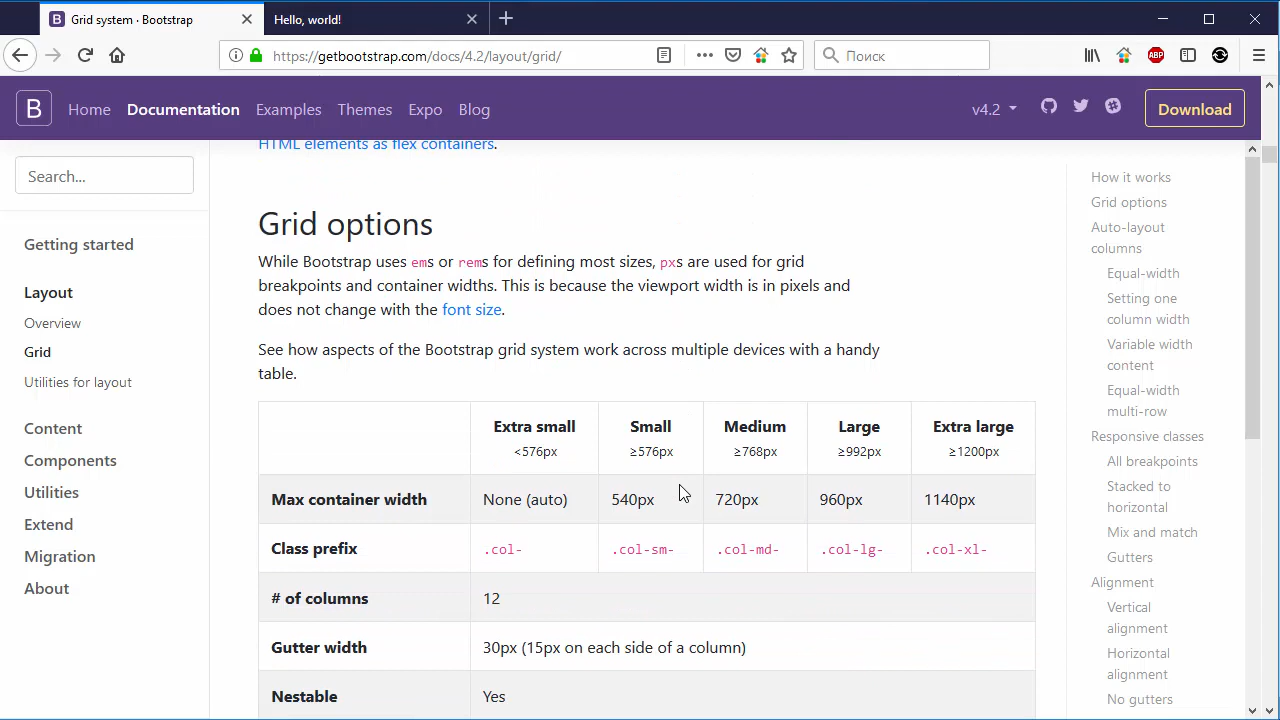 Grid system · Bootstrap
Hello, world!
https://getbootstrap.com/docs/4.2/layout/grid/
Поиск
ABP
B
Home
Documentation
Examples
Themes
Expo
Blog
v4.2
Download
HTML elements as flex containers.
Search...
Getting started
Layout
Overview
Grid
Utilities for layout
Content
Components
Utilities
Extend
Migration
About
Grid options
While Bootstrap uses ems or rems for defining most sizes, pxs are used for grid
breakpoints and container widths. This is because the viewport width is in pixels and
does not change with the font size.
See how aspects of the Bootstrap grid system work across multiple devices with a handy
table.
Extra small Small Medium Large Extra large
<576px ≥576px ≥768px ≥992px ≥1200px
Max container width None (auto) 540px 720px 960px 1140px
Class prefix .col- .col-sm- .col-md- .col-lg- .col-xl-
# of columns 12
Gutter width 30px (15px on each side of a column)
Nestable Yes
How it works
Grid options
Auto-layout
columns
Equal-width
Setting one
column width
Variable width
content
Equal-width
multi-row
Responsive classes
All breakpoints
Stacked to
horizontal
Mix and match
Gutters
Alignment
Vertical
alignment
Horizontal
alignment
No gutters